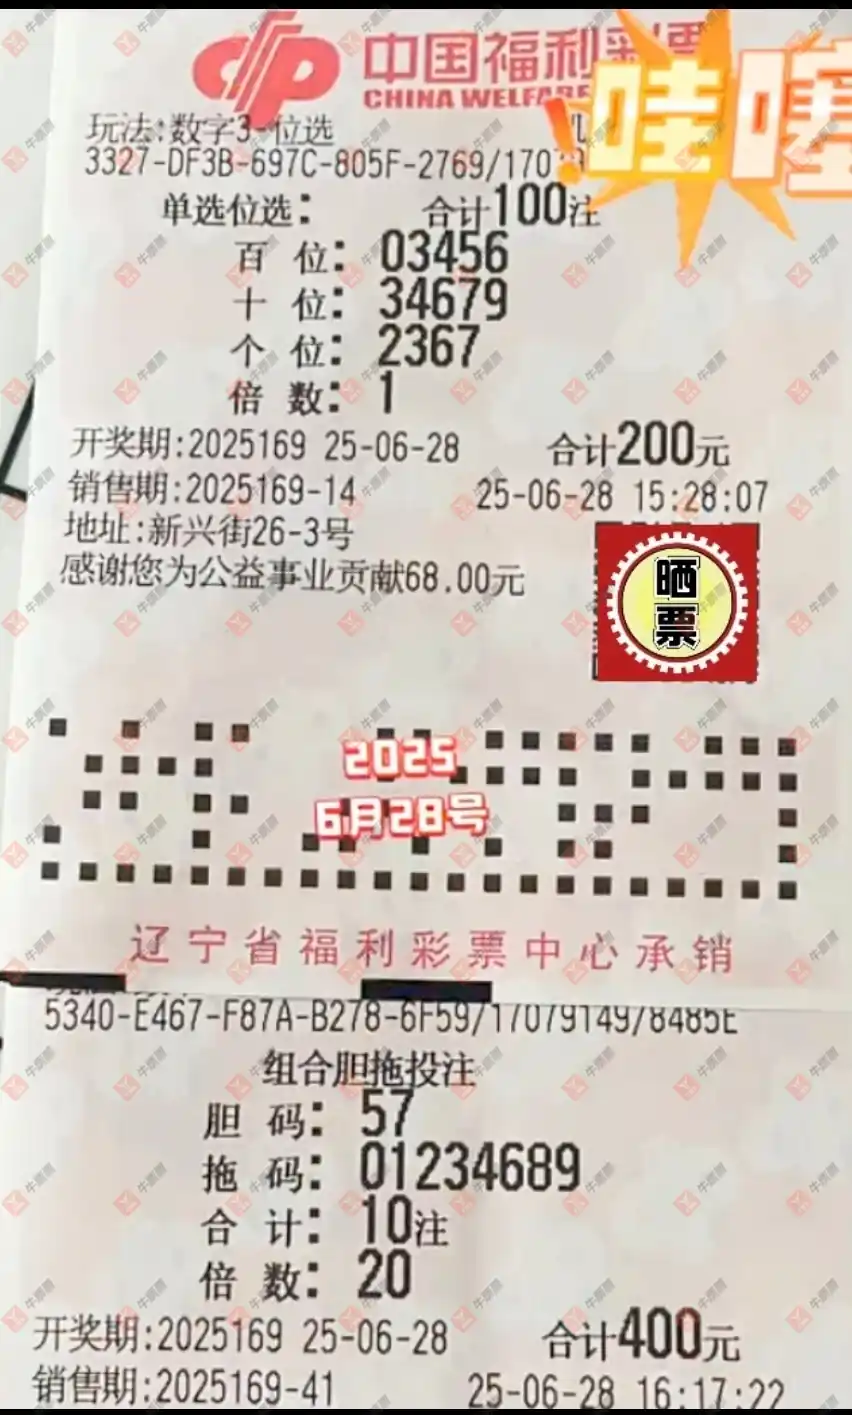 中国福利彩票
CHINA WELFARE
哇噻
玩法:数字3-位选
3327-DF3B-697C-805F-2769/1707
单选位选: 合计100注
百 位: 03456
十 位: 34679
个 位: 2367
倍 数: 1
开奖期:2025169 25-06-28 合计200元
销售期:2025169-14 25-06-28 15:28:07
地址:新兴街26-3号
感谢您为公益事业贡献68.00元
晒
票
2025
6月28号
辽宁省福利彩票中心承销
5340-E467-F87A-B278-6F59/17079149/8485E
组合胆拖投注
胆 码: 57
拖 码: 01234689
合 计: 10注
倍 数: 20
开奖期:2025169 25-06-28 合计400元
销售期:2025169-41 25-06-28 16:17:22